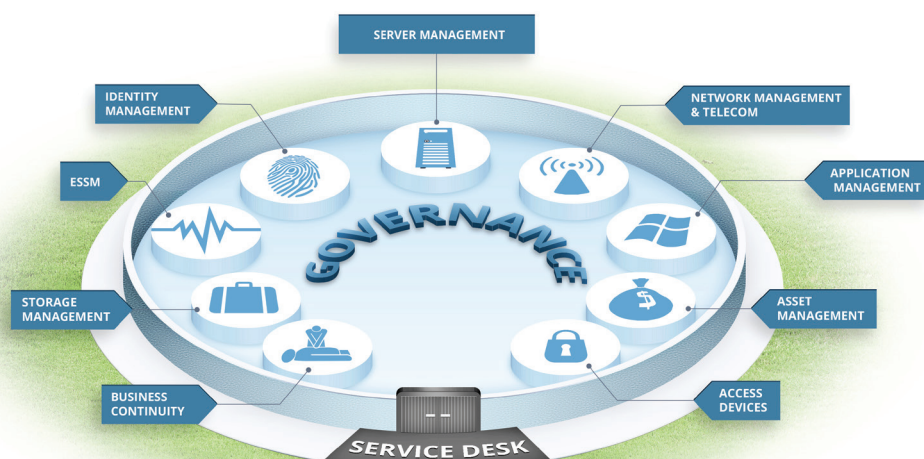 SERVER MANAGEMENT
IDENTITY
MANAGEMENT
NETWORK MANAGEMENT
& TELECOM
ESSM
APPLICATION
MANAGEMENT
GOVERNANCE
STORAGE
MANAGEMENT
$
ASSET
MANAGEMENT
BUSINESS
CONTINUITY
ACCESS
DEVICES
SERVICE DESK